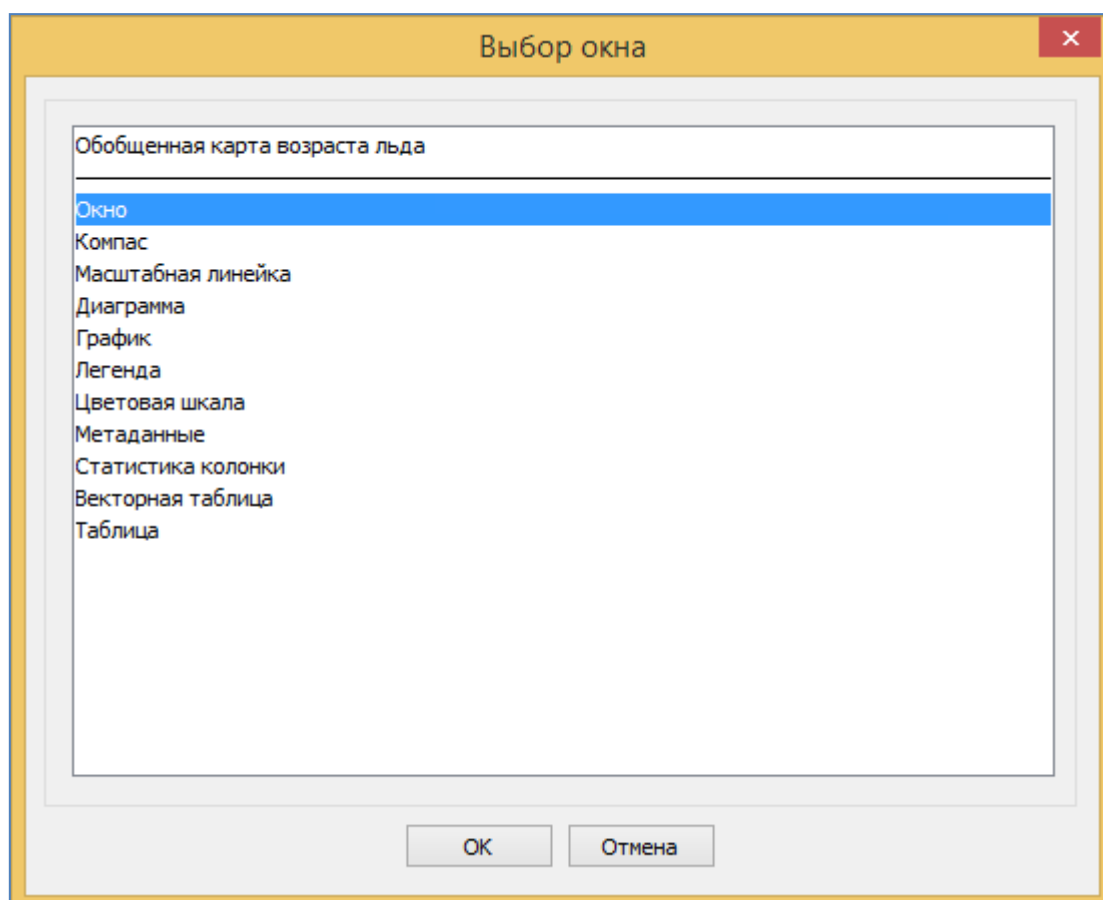 Выбор окна
Обобщенная карта возраста льда
Окно
Компас
Масштабная линейка
Диаграмма
График
Легенда
Цветовая шкала
Метаданные
Статистика колонки
Векторная таблица
Таблица
OK Отмена